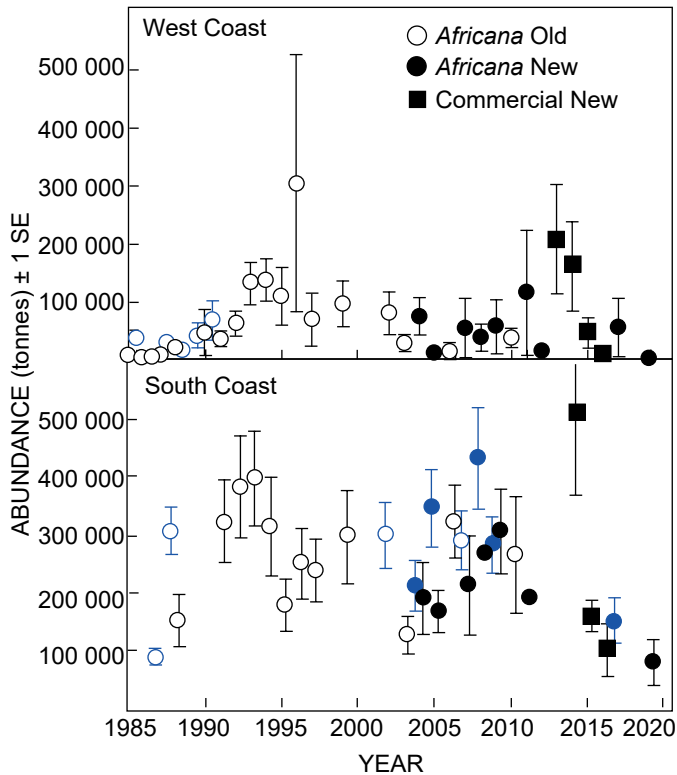 West Coast
Africana Old
Africana New
Commercial New
500 000
400 000
300 000
200 000
100 000
ABUNDANCE (tonnes) ± 1 SE
South Coast
500 000
400 000
300 000
200 000
100 000
1985 1990 1995 2000 2005 2010 2015 2020
YEAR